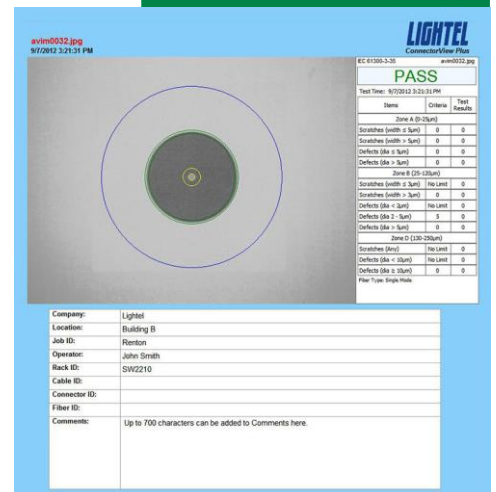 LIGHTEL
ConnectorView Plus
avim0032.jpg
9/7/2012 3:21:31 PM
IEC 61300-3-35 avim0032.jpg
PASS
Test Time: 9/7/2012 3:21:31 PM
Items Criteria Test Results
Zone A (0-25μm)
Scratches (width ≤ 5μm) 0 0
Scratches (width > 5μm) 0 0
Defects (dia ≤ 5μm) 0 0
Defects (dia > 5μm) 0 0
Zone B (25-120μm)
Scratches (width ≤ 3μm) No Limit 0
Scratches (width > 3μm) 0 0
Defects (dia < 2μm) No Limit 0
Defects (dia 2 - 5μm) 5 0
Defects (dia > 5μm) 0 0
Zone D (130-250μm)
Scratches (Any) No Limit 0
Defects (dia < 10μm) No Limit 0
Defects (dia ≥ 10μm) 0 0
Fiber Type: Single Mode
Company: Lightel
Location: Building B
Job ID: Renton
Operator: John Smith
Rack ID: SW2210
Cable ID:
Connector ID:
Fiber ID:
Comments: Up to 700 characters can be added to Comments here.